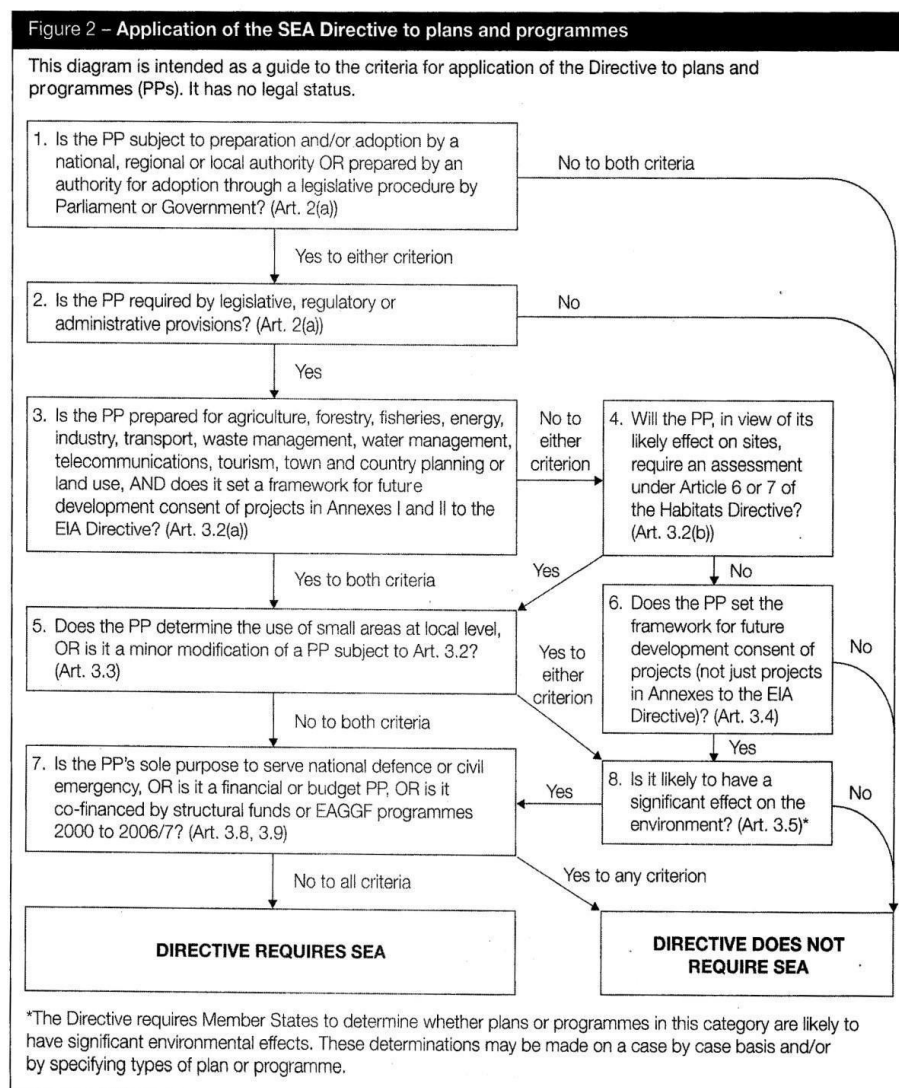 Figure 2 – Application of the SEA Directive to plans and programmes
This diagram is intended as a guide to the criteria for application of the Directive to plans and
programmes (PPs). It has no legal status.
1. Is the PP subject to preparation and/or adoption by a
national, regional or local authority OR prepared by an
authority for adoption through a legislative procedure by
Parliament or Government? (Art. 2(a))
No to both criteria
Yes to either criterion
2. Is the PP required by legislative, regulatory or
administrative provisions? (Art. 2(a))
No
Yes
3. Is the PP prepared for agriculture, forestry, fisheries, energy,
industry, transport, waste management, water management,
telecommunications, tourism, town and country planning or
land use, AND does it set a framework for future
development consent of projects in Annexes I and II to the
EIA Directive? (Art. 3.2(a))
No to
either
criterion
4. Will the PP, in view of its
likely effect on sites,
require an assessment
under Article 6 or 7 of
the Habitats Directive?
(Art. 3.2(b))
Yes to both criteria
Yes
No
5. Does the PP determine the use of small areas at local level,
OR is it a minor modification of a PP subject to Art. 3.2?
(Art. 3.3)
Yes to
either
criterion
6. Does the PP set the
framework for future
development consent of
projects (not just projects
in Annexes to the EIA
Directive)? (Art. 3.4)
No
No to both criteria
Yes
7. Is the PP's sole purpose to serve national defence or civil
emergency, OR is it a financial or budget PP, OR is it
co-financed by structural funds or EAGGF programmes
2000 to 2006/7? (Art. 3.8, 3.9)
Yes
8. Is it likely to have a
significant effect on the
environment? (Art. 3.5)*
No
No to all criteria
Yes to any criterion
DIRECTIVE REQUIRES SEA
DIRECTIVE DOES NOT
REQUIRE SEA
*The Directive requires Member States to determine whether plans or programmes in this category are likely to
have significant environmental effects. These determinations may be made on a case by case basis and/or
by specifying types of plan or programme.